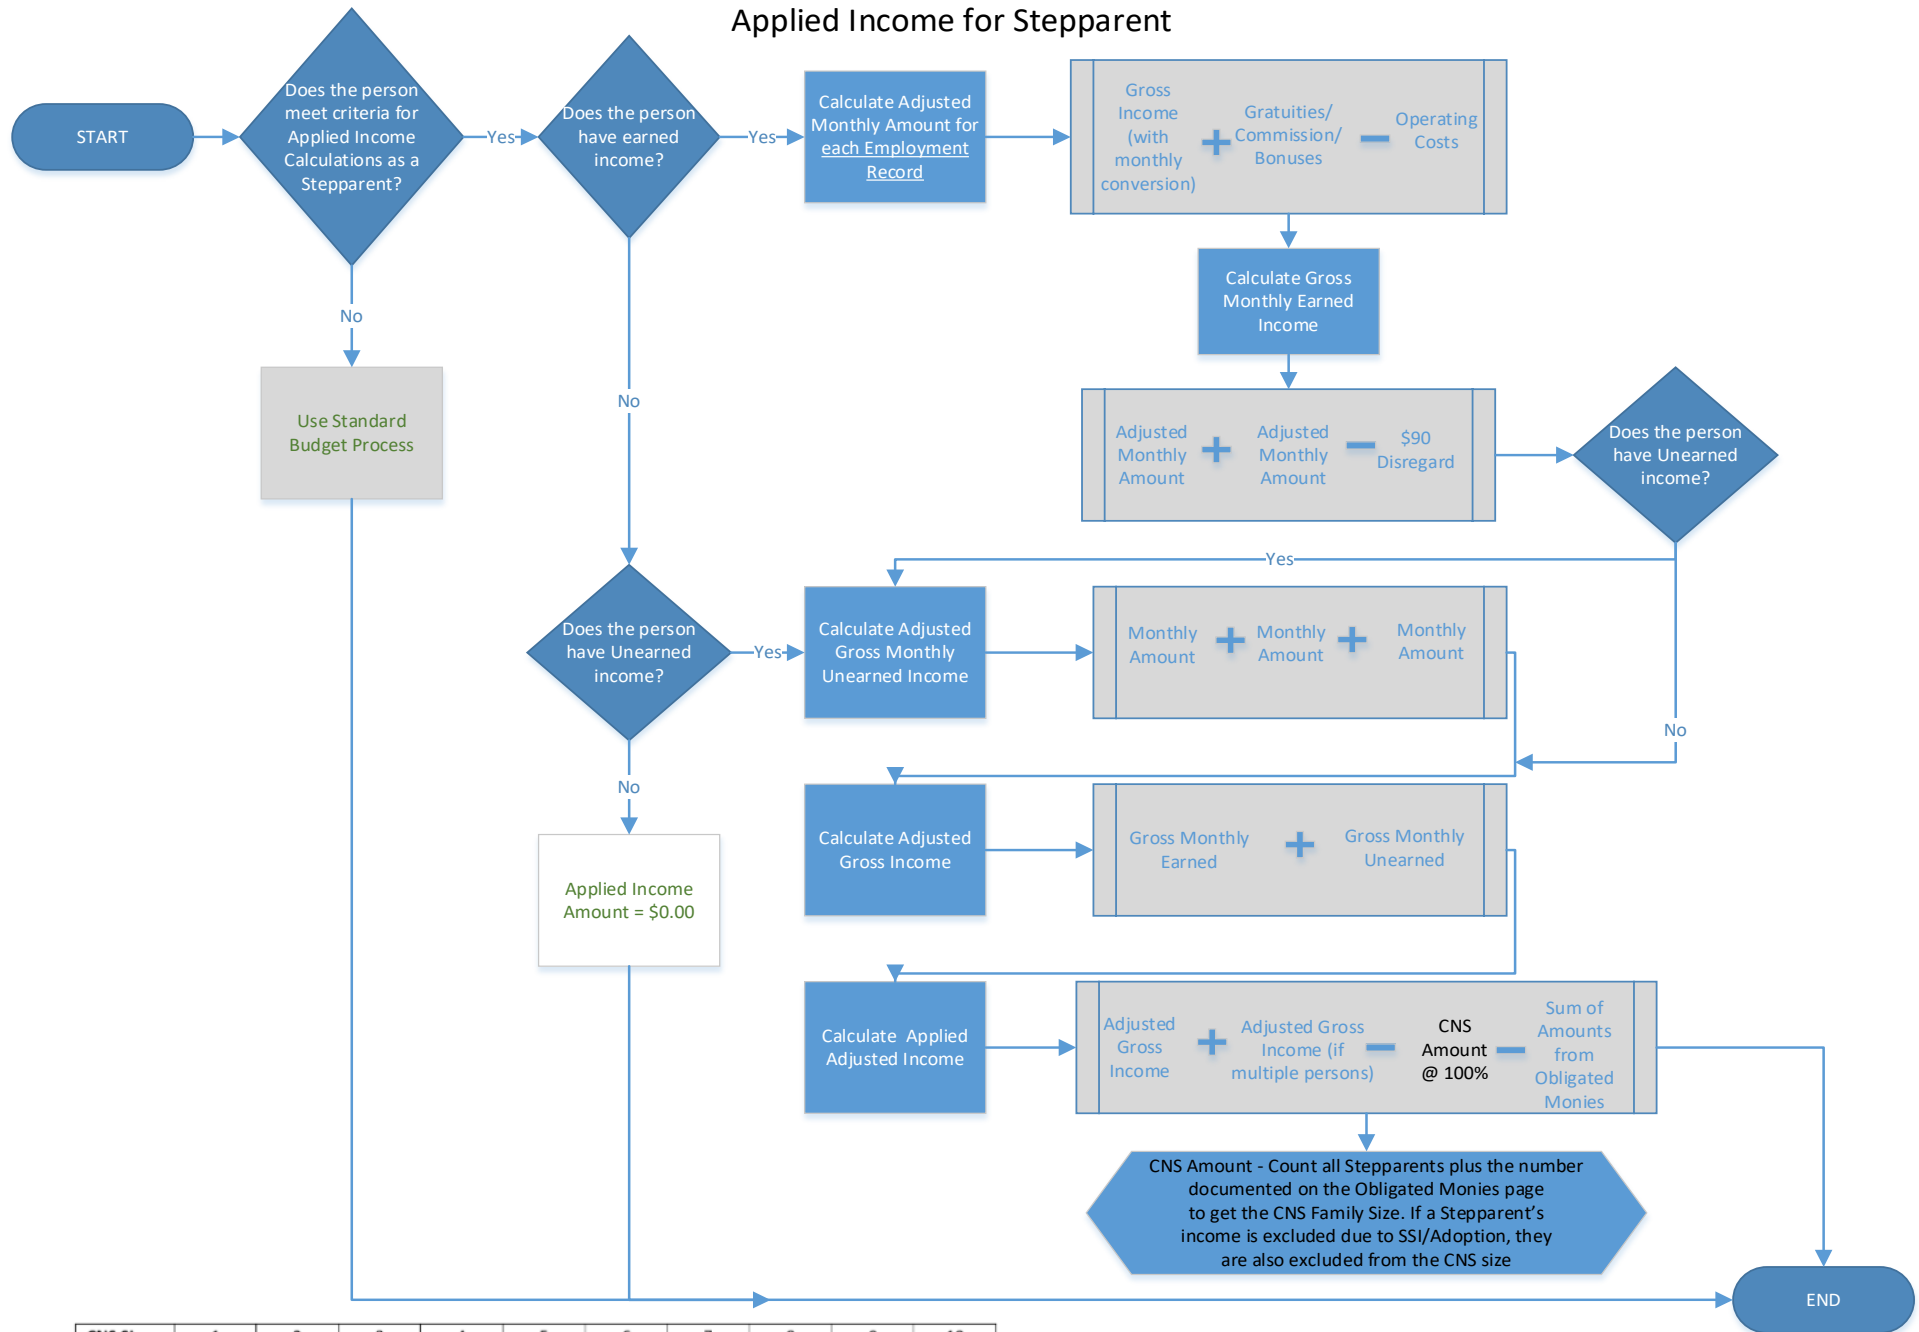 Applied Income for Stepparent
START
Does the person
meet criteria for
Applied Income
Calculations as a
Stepparent?
Yes
Does the person
have earned
income?
Yes
Calculate Adjusted
Monthly Amount for
each Employment
Record
Gross
Income
(with
monthly
conversion)
Gratuities/
Commission/
Bonuses
Operating
Costs
Calculate Gross
Monthly Earned
Income
No
Use Standard
Budget Process
No
Adjusted
Monthly
Amount
Adjusted
Monthly
Amount
$90
Disregard
Does the person
have Unearned
income?
Yes
Does the person
have Unearned
income?
Yes
Calculate Adjusted
Gross Monthly
Unearned Income
Monthly
Amount
Monthly
Amount
Monthly
Amount
No
No
Calculate Adjusted
Gross Income
Gross Monthly
Earned
Gross Monthly
Unearned
Applied Income
Amount = $0.00
Calculate Applied
Adjusted Income
Adjusted
Gross
Income
Adjusted Gross
Income (if
multiple persons)
CNS
Amount
@ 100%
Sum of
Amounts
from
Obligated
Monies
CNS Amount - Count all Stepparents plus the number
documented on the Obligated Monies page
to get the CNS Family Size. If a Stepparent's
income is excluded due to SSI/Adoption, they
are also excluded from the CNS size
END